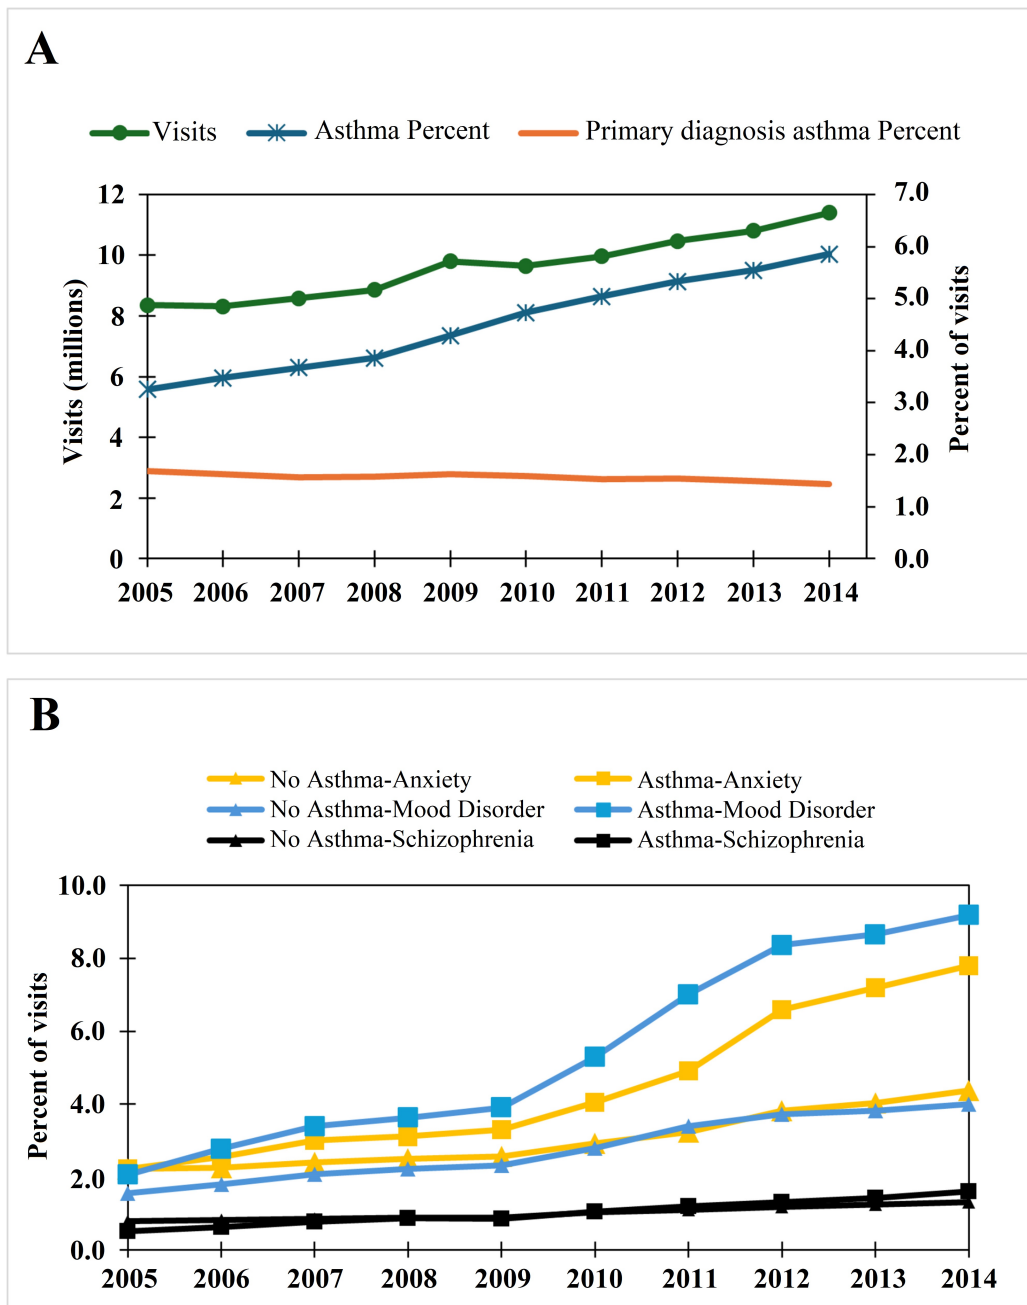 A
Visits Asthma Percent Primary diagnosis asthma Percent
12 7.0
10 6.0
8 5.0
6 4.0
4 3.0
2 2.0
0 1.0
0.0
Visits (millions)
Percent of visits
2005 2006 2007 2008 2009 2010 2011 2012 2013 2014
B
No Asthma-Anxiety Asthma-Anxiety
No Asthma-Mood Disorder Asthma-Mood Disorder
No Asthma-Schizophrenia Asthma-Schizophrenia
10.0
8.0
6.0
4.0
2.0
0.0
Percent of visits
2005 2006 2007 2008 2009 2010 2011 2012 2013 2014